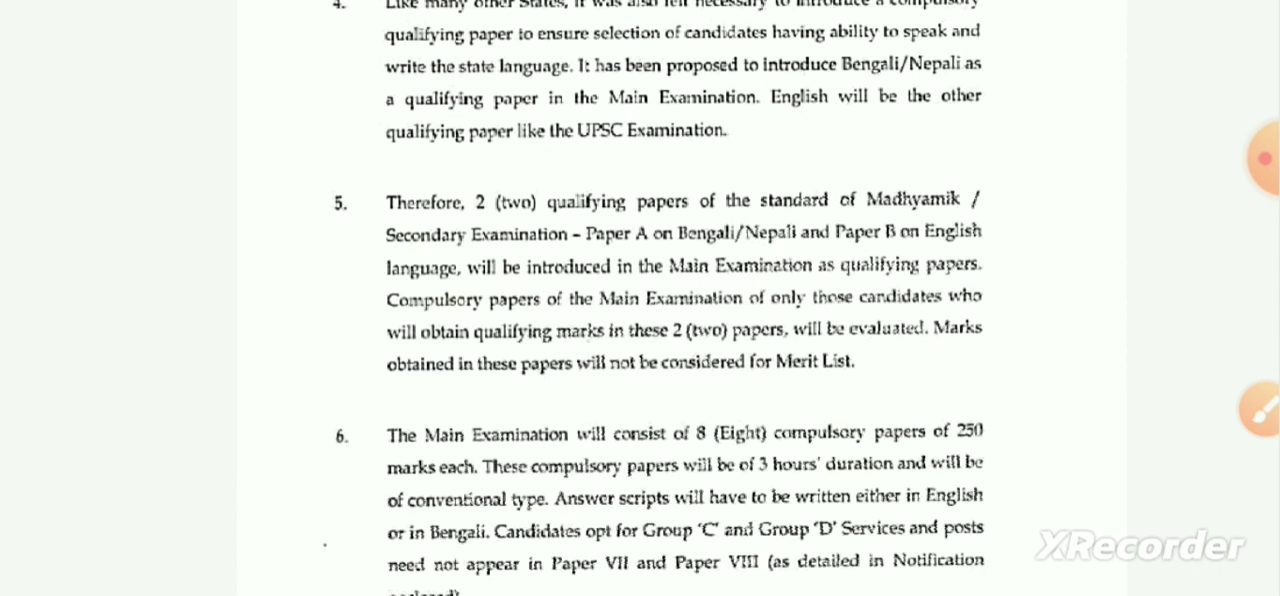 4. Like many other States, it was also felt necessary to introduce a compulsory
qualifying paper to ensure selection of candidates having ability to speak and
write the state language. It has been proposed to introduce Bengali/Nepali as
a qualifying paper in the Main Examination. English will be the other
qualifying paper like the UPSC Examination.
5. Therefore, 2 (two) qualifying papers of the standard of Madhyamik /
Secondary Examination – Paper A on Bengali/Nepali and Paper B on English
language, will be introduced in the Main Examination as qualifying papers.
Compulsory papers of the Main Examination of only those candidates who
will obtain qualifying marks in these 2 (two) papers, will be evaluated. Marks
obtained in these papers will not be considered for Merit List.
6. The Main Examination will consist of 8 (Eight) compulsory papers of 250
marks each. These compulsory papers will be of 3 hours' duration and will be
of conventional type. Answer scripts will have to be written either in English
or in Bengali. Candidates opt for Group 'C' and Group 'D' Services and posts
need not appear in Paper VII and Paper VIII (as detailed in Notification
XRecorder